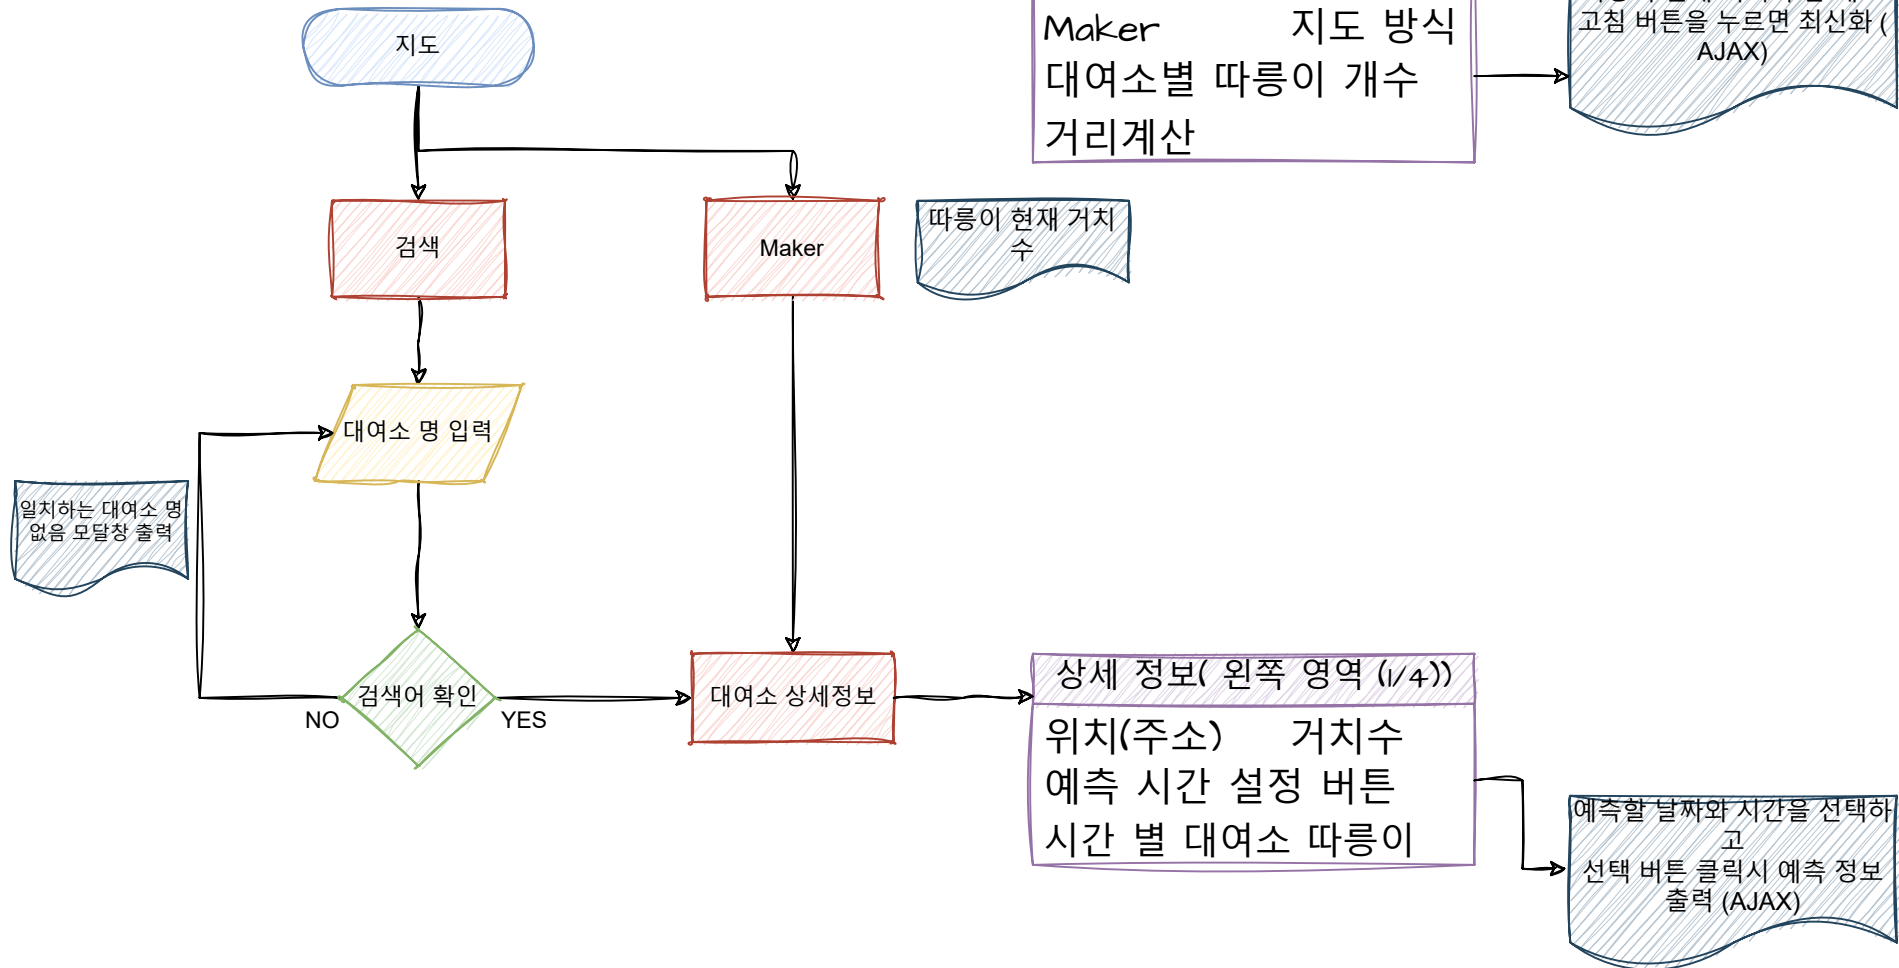 지도
Maker 지도 방식
대여소별 따릉이 개수
거리계산
고침 버튼을 누르면 최신화 (
AJAX)
검색
Maker
따릉이 현재 거치
수
대여소 명 입력
일치하는 대여소 명
없음 모달창 출력
검색어 확인
NO
YES
대여소 상세정보
상세 정보( 왼쪽 영역 (1/4))
위치(주소) 거치수
예측 시간 설정 버튼
시간 별 대여소 따릉이
예측할 날짜와 시간을 선택하
고
선택 버튼 클릭시 예측 정보
출력 (AJAX)